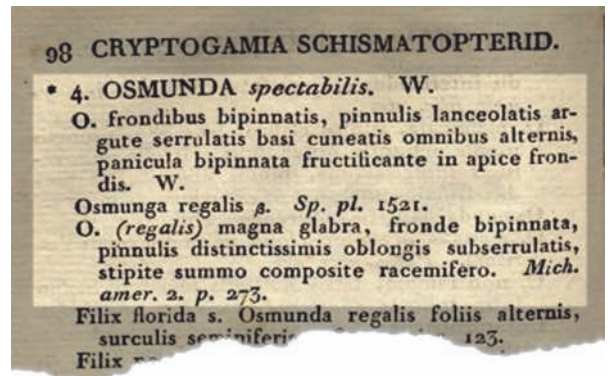 98 CRYPTOGAMIA SCHISMATOPTERID.
* 4. OSMUNDA spectabilis. W.
O. frondibus bipinnatis, pinnulis lanceolatis ar-
gute serrulatis basi cuneatis omnibus alternis,
panicula bipinnata fructificante in apice fron-
dis. W.
Osmunga regalis β. Sp. pl. 1521.
O. (regalis) magna glabra, fronde bipinnata,
pinnulis distinctissimis oblongis subserrulatis,
stipite summo composite racemifero. Mich.
amer. 2. p. 273.
Filix florida s. Osmunda regalis foliis alternis,
surculis seminiferis 123.
Filix